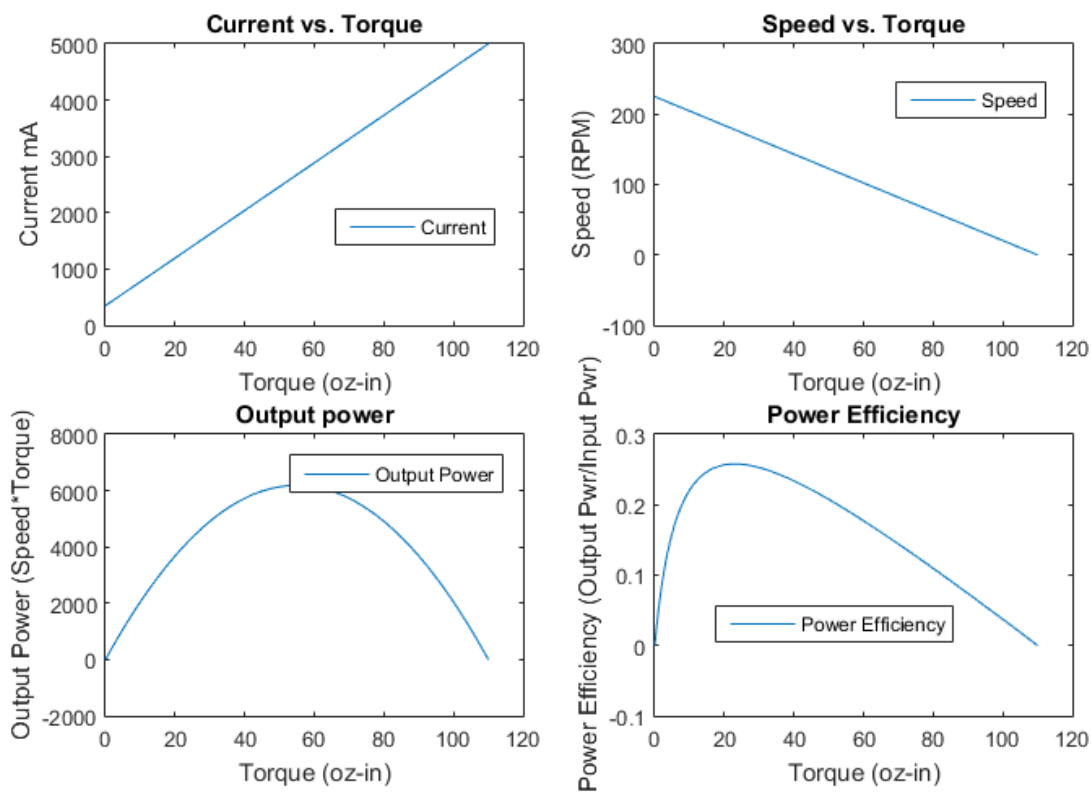 Current vs. Torque
5000
4000
3000
2000
1000
0
Current mA
Current
0 20 40 60 80 100 120
Torque (oz-in)
Speed vs. Torque
300
200
100
0
-100
Speed (RPM)
Speed
0 20 40 60 80 100 120
Torque (oz-in)
Output power
8000
6000
4000
2000
0
-2000
Output Power (Speed*Torque)
Output Power
0 20 40 60 80 100 120
Torque (oz-in)
Power Efficiency
0.3
0.2
0.1
0
-0.1
Power Efficiency (Output Pwr/Input Pwr)
Power Efficiency
0 20 40 60 80 100 120
Torque (oz-in)